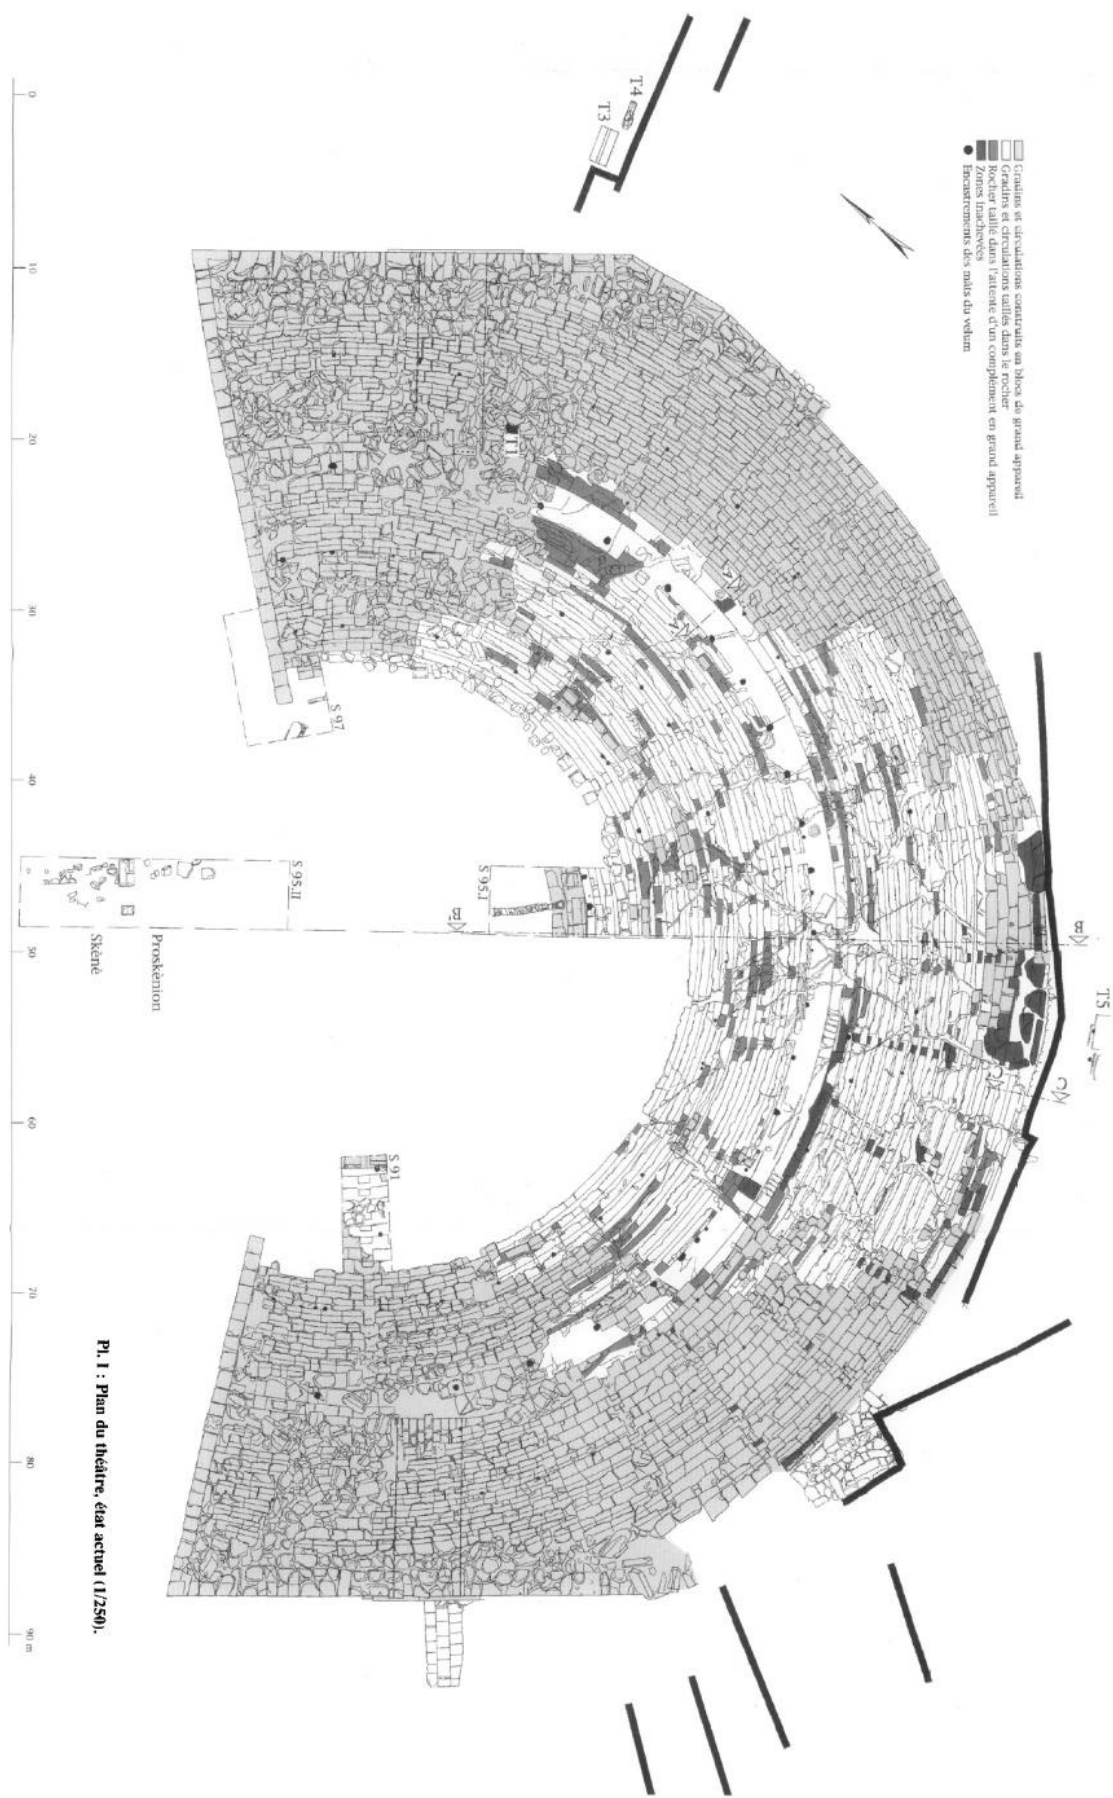 Gradins et circulations construits en blocs de grand appareil
Gradins et circulations taillés dans le rocher
Rocher taillé dans l'attente d'un complément en grand appareil
Zones inachevées
Encastrements des mâts du velum
T4
T3
T1
T5
A
A'
B
B'
C
C'
S 97
S 95.I
S 95.II
S 91
Proskènion
Skènè
0
10
20
30
40
50
60
70
80
90 m
Pl. I : Plan du théâtre, état actuel (1/250).